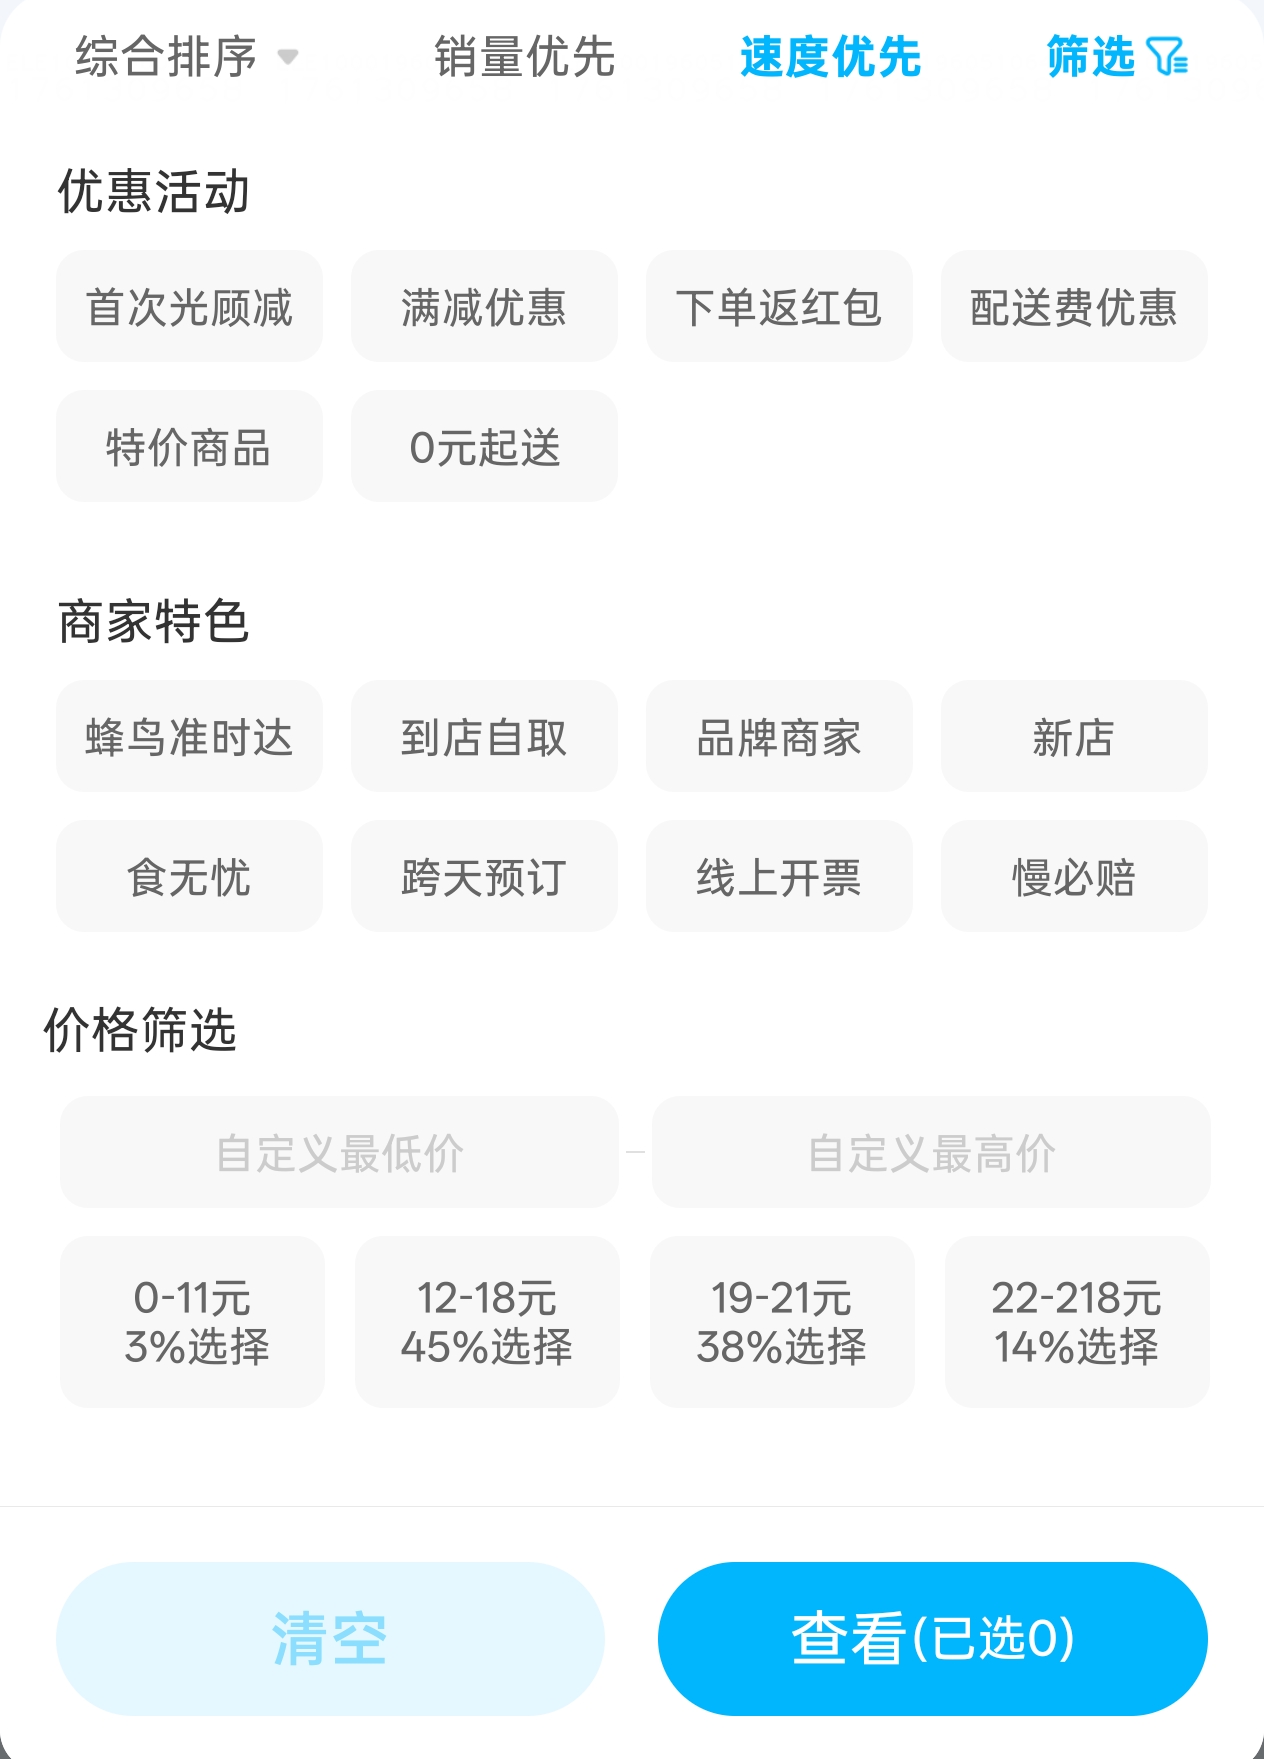 综合排序 销量优先 速度优先 筛选
优惠活动
首次光顾减 满减优惠 下单返红包 配送费优惠
特价商品 0元起送
商家特色
蜂鸟准时达 到店自取 品牌商家 新店
食无忧 跨天预订 线上开票 慢必赔
价格筛选
自定义最低价 - 自定义最高价
0-11元 12-18元 19-21元 22-218元
3%选择 45%选择 38%选择 14%选择
清空 查看(已选0)